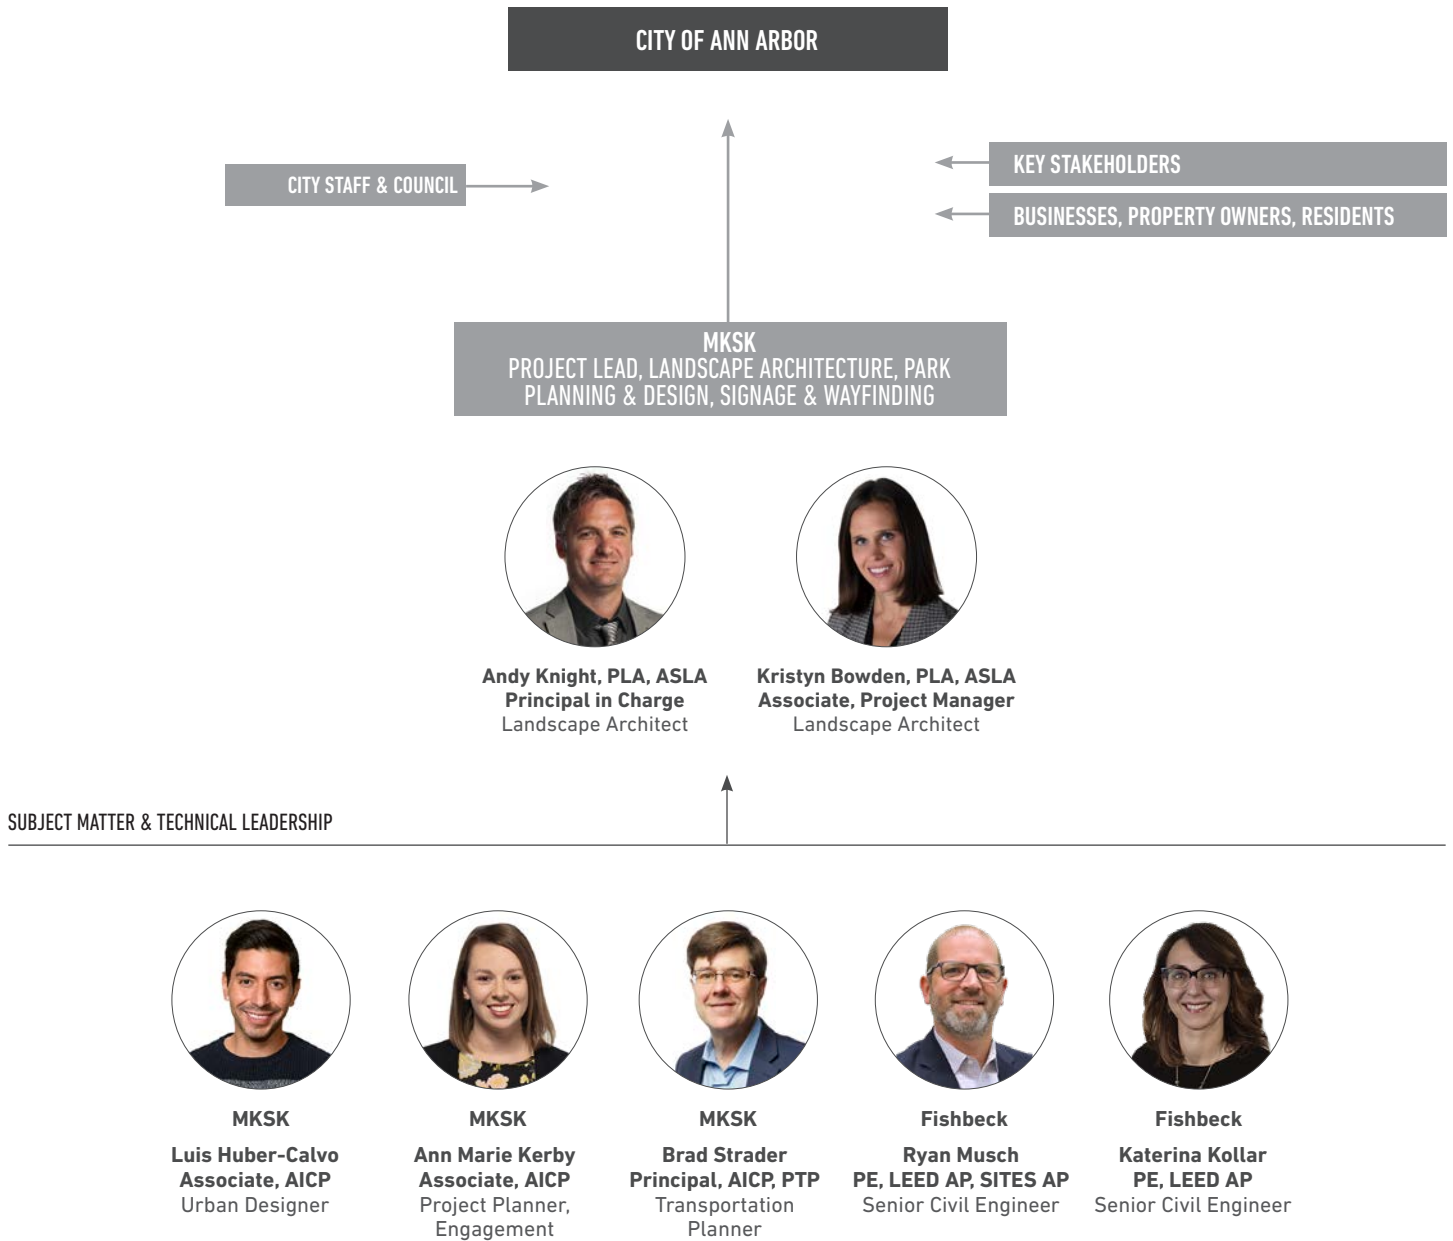 CITY OF ANN ARBOR
CITY STAFF & COUNCIL
KEY STAKEHOLDERS
BUSINESSES, PROPERTY OWNERS, RESIDENTS
MKSK
PROJECT LEAD, LANDSCAPE ARCHITECTURE, PARK
PLANNING & DESIGN, SIGNAGE & WAYFINDING
Andy Knight, PLA, ASLA
Principal in Charge
Landscape Architect
Kristyn Bowden, PLA, ASLA
Associate, Project Manager
Landscape Architect
SUBJECT MATTER & TECHNICAL LEADERSHIP
MKSK
Luis Huber-Calvo
Associate, AICP
Urban Designer
MKSK
Ann Marie Kerby
Associate, AICP
Project Planner,
Engagement
MKSK
Brad Strader
Principal, AICP, PTP
Transportation
Planner
Fishbeck
Ryan Musch
PE, LEED AP, SITES AP
Senior Civil Engineer
Fishbeck
Katerina Kollar
PE, LEED AP
Senior Civil Engineer